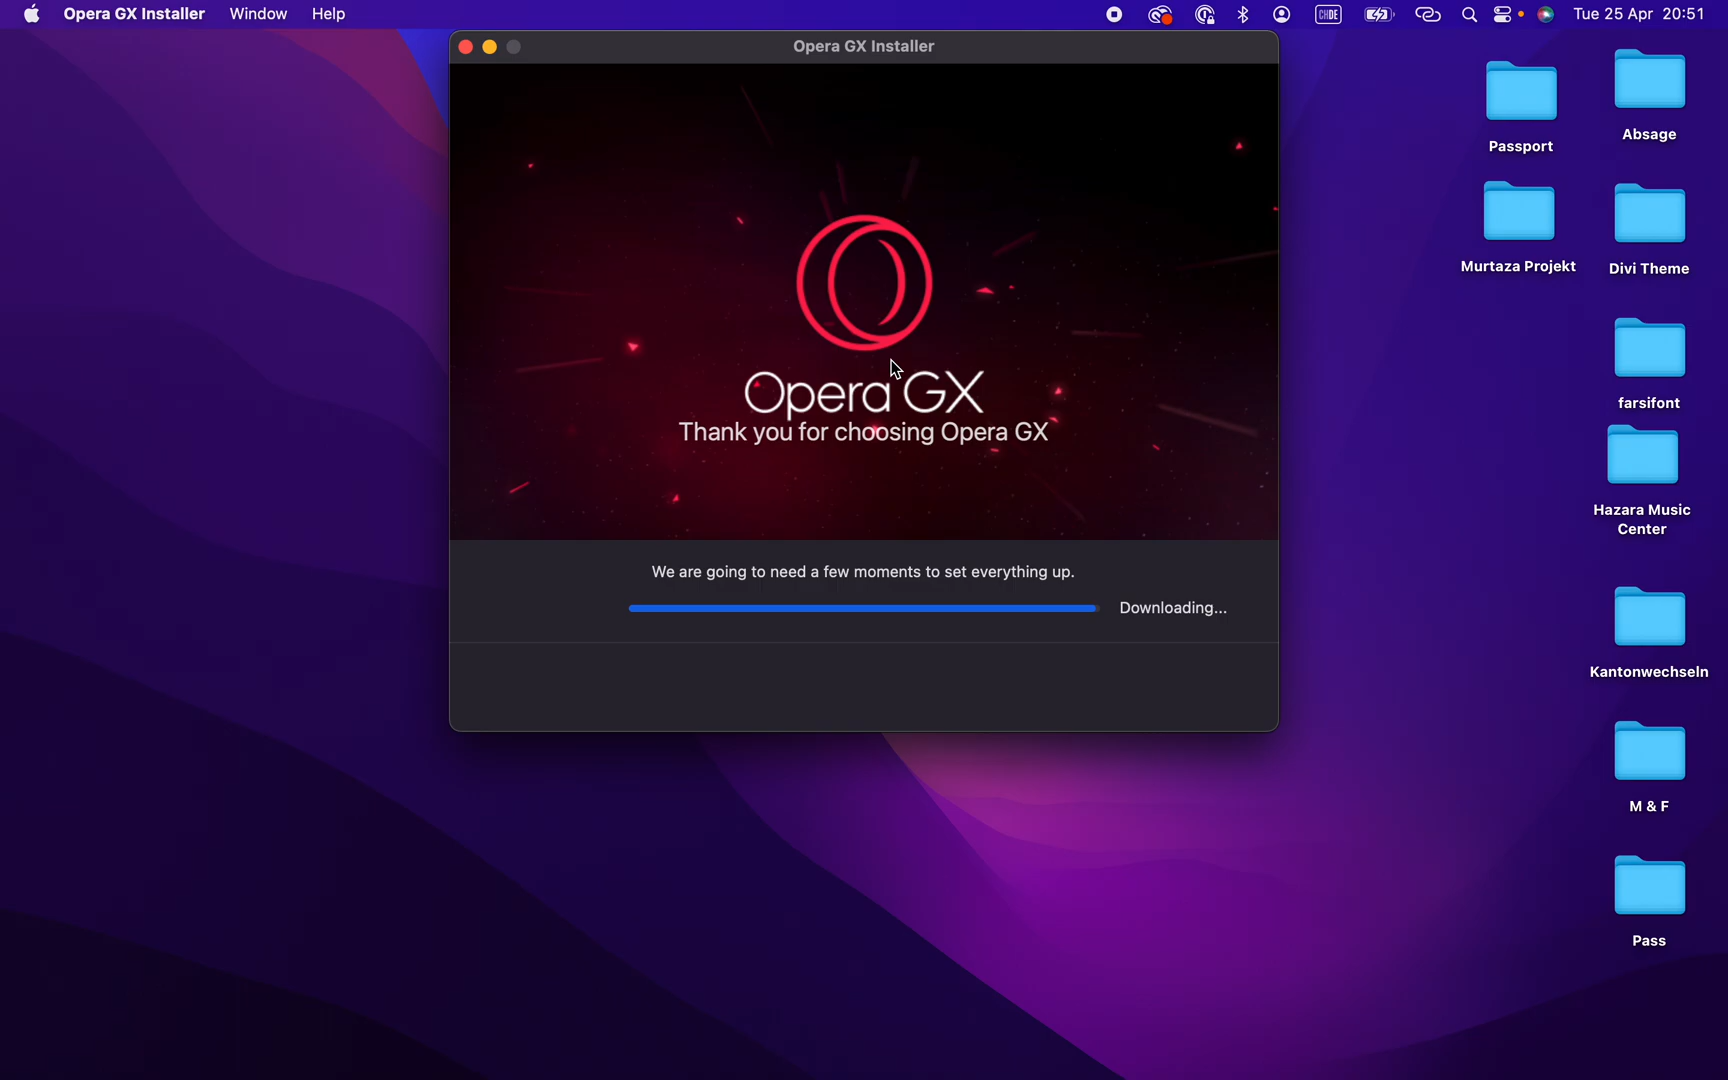 Opera GX Installer Window Help
CHDE
Tue 25 Apr 20:51
Opera GX Installer
Opera GX
Thank you for choosing Opera GX
We are going to need a few moments to set everything up.
Downloading...
Passport
Absage
Murtaza Projekt
Divi Theme
farsifont
Hazara Music
Center
Kantonwechseln
M & F
Pass